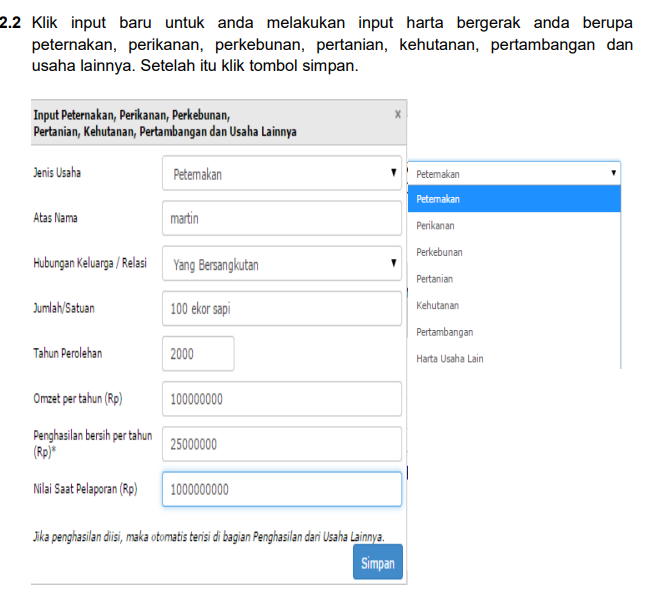 2.2 Klik input baru untuk anda melakukan input harta bergerak anda berupa
peternakan, perikanan, perkebunan, pertanian, kehutanan, pertambangan dan
usaha lainnya. Setelah itu klik tombol simpan.
Input Peternakan, Perikanan, Perkebunan,
Pertanian, Kehutanan, Pertambangan dan Usaha Lainnya
x
Jenis Usaha
Peternakan
Atas Nama
martin
Hubungan Keluarga / Relasi
Yang Bersangkutan
Jumlah/Satuan
100 ekor sapi
Tahun Perolehan
2000
Omzet per tahun (Rp)
100000000
Penghasilan bersih per tahun
(Rp)*
25000000
Nilai Saat Pelaporan (Rp)
1000000000
Jika penghasilan diisi, maka otomatis terisi di bagian Penghasilan dari Usaha Lainnya.
Simpan
Peternakan
Peternakan
Perikanan
Perkebunan
Pertanian
Kehutanan
Pertambangan
Harta Usaha Lain